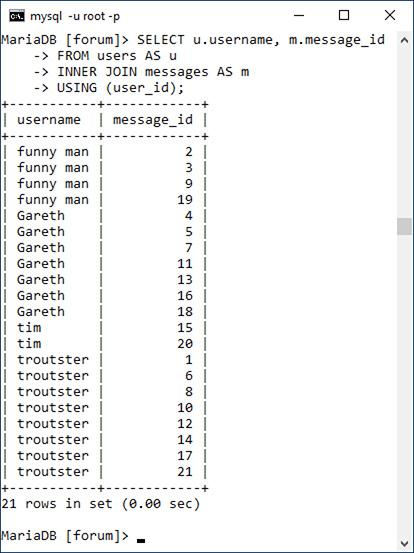 mysql -u root -p
MariaDB [forum]> SELECT u.username, m.message_id
    -> FROM users AS u
    -> INNER JOIN messages AS m
    -> USING (user_id);
+-----------+------------+
| username  | message_id |
+-----------+------------+
| funny man |          2 |
| funny man |          3 |
| funny man |          9 |
| funny man |         19 |
| Gareth    |          4 |
| Gareth    |          5 |
| Gareth    |          7 |
| Gareth    |         11 |
| Gareth    |         13 |
| Gareth    |         16 |
| Gareth    |         18 |
| tim       |         15 |
| tim       |         20 |
| troutster |          1 |
| troutster |          6 |
| troutster |          8 |
| troutster |         10 |
| troutster |         12 |
| troutster |         14 |
| troutster |         17 |
| troutster |         21 |
+-----------+------------+
21 rows in set (0.00 sec)
MariaDB [forum]>